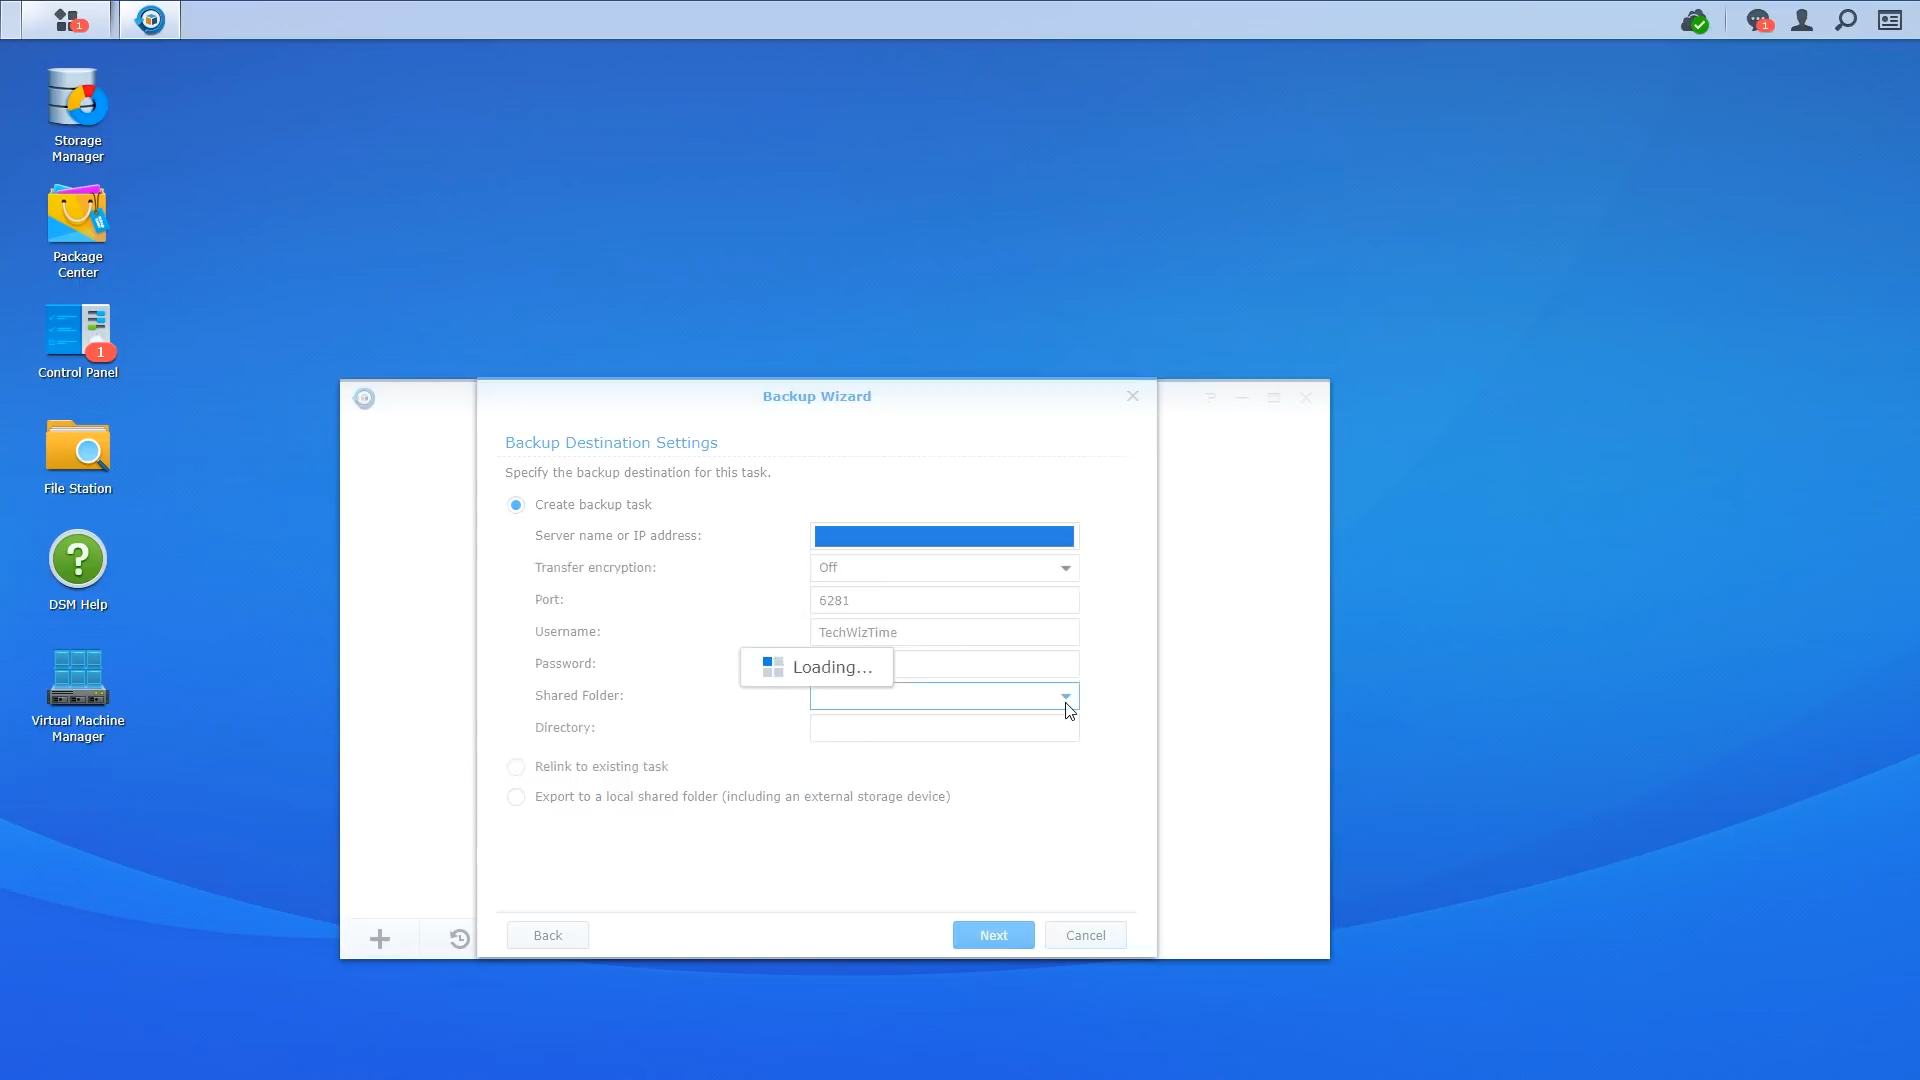 1
1
Storage
Manager
Package
Center
1
Control Panel
File Station
?
DSM Help
Virtual Machine
Manager
Backup Wizard
?
Backup Destination Settings
Specify the backup destination for this task.
Create backup task
Server name or IP address:
Transfer encryption:
Off
Port:
6281
Username:
TechWizTime
Password:
Loading...
Shared Folder:
Directory:
Relink to existing task
Export to a local shared folder (including an external storage device)
Back
Next
Cancel